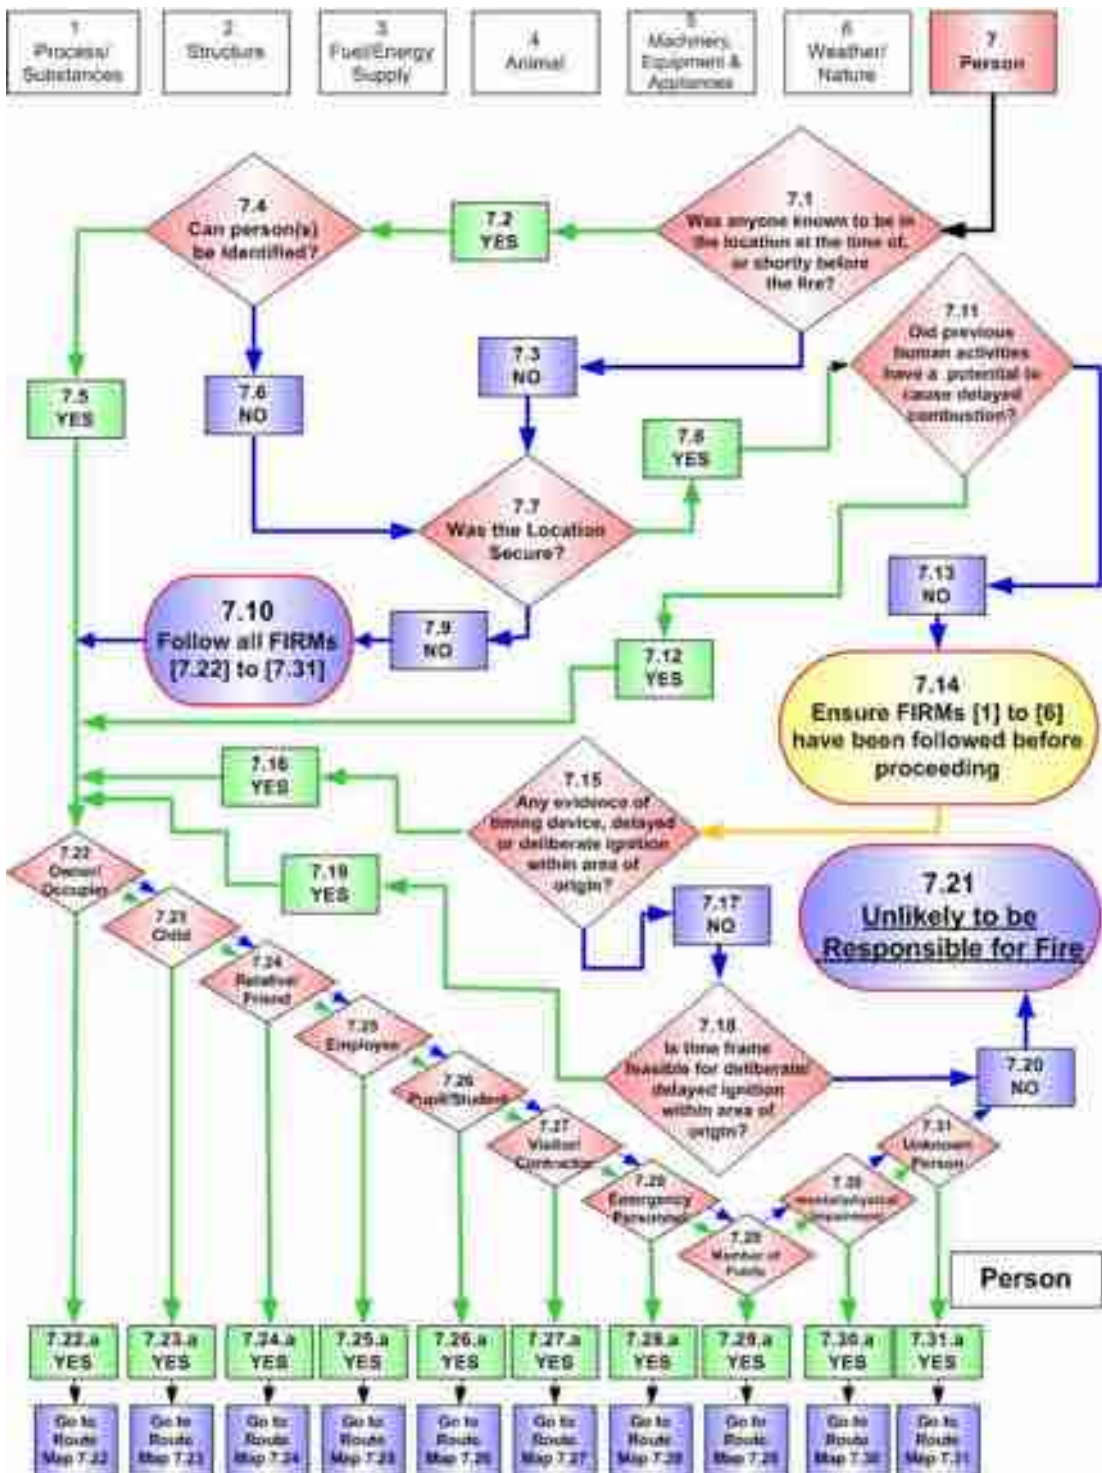 1
Process/
Substances
2
Structure
3
Fuel/Energy
Supply
4
Animal
5
Machinery,
Equipment &
Appliances
6
Weather/
Nature
7
Person
7.1
Was anyone known to be in
the location at the time of,
or shortly before
the fire?
7.2
YES
7.4
Can person(s)
be Identified?
7.11
Did previous
human activities
have a potential to
cause delayed
combustion?
7.3
NO
7.5
YES
7.6
NO
7.8
YES
7.7
Was the Location
Secure?
7.13
NO
7.10
Follow all FIRMs
[7.22] to [7.31]
7.9
NO
7.12
YES
7.14
Ensure FIRMs [1] to [6]
have been followed before
proceeding
7.16
YES
7.15
Any evidence of
timing device, delayed
or deliberate ignition
within area of
origin?
7.19
YES
7.17
NO
7.21
Unlikely to be
Responsible for Fire
7.18
Is time frame
feasible for deliberate/
delayed ignition
within area of
origin?
7.20
NO
7.22
Owner/
Occupier
7.23
Child
7.24
Relative/
Friend
7.25
Employee
7.26
Pupil/Student
7.27
Visitor/
Contractor
7.28
Emergency
Personnel
7.29
Member of
Public
7.30
mental/physical
7.31
Unknown
Person
Person
7.22.a
YES
7.23.a
YES
7.24.a
YES
7.25.a
YES
7.26.a
YES
7.27.a
YES
7.28.a
YES
7.29.a
YES
7.30.a
YES
7.31.a
YES
Go to
Route
Map 7.22
Go to
Route
Map 7.23
Go to
Route
Map 7.24
Go to
Route
Map 7.25
Go to
Route
Map 7.26
Go to
Route
Map 7.27
Go to
Route
Map 7.28
Go to
Route
Map 7.29
Go to
Route
Map 7.30
Go to
Route
Map 7.31